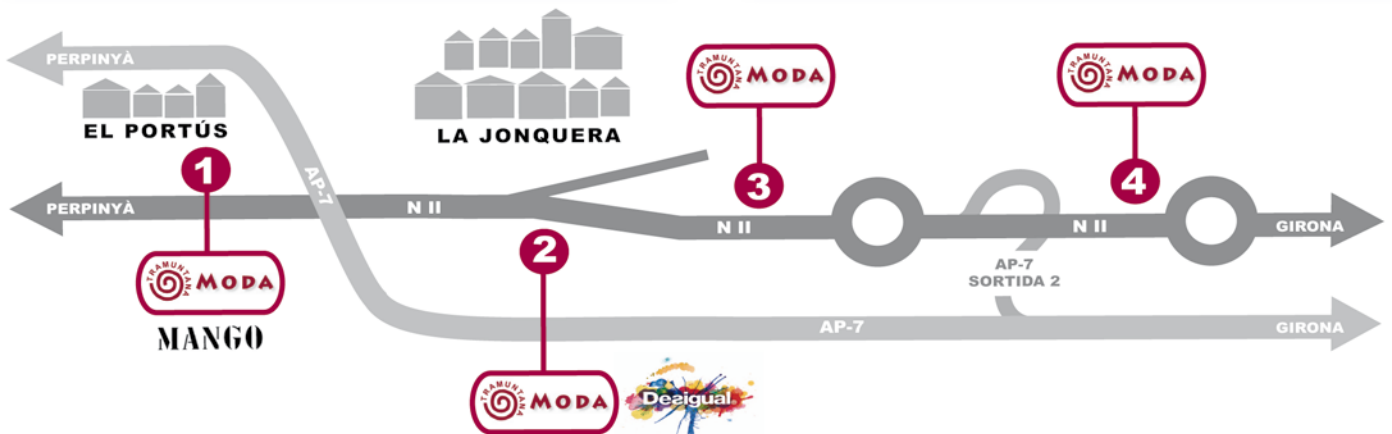 PERPINYÀ
EL PORTÚS
LA JONQUERA
TRAMUNTANA MODA
3
TRAMUNTANA MODA
4
1
AP-7
PERPINYÀ
N II
N II
N II
GIRONA
TRAMUNTANA MODA
MANGO
2
AP-7
SORTIDA 2
AP-7
GIRONA
TRAMUNTANA MODA
Desigual.